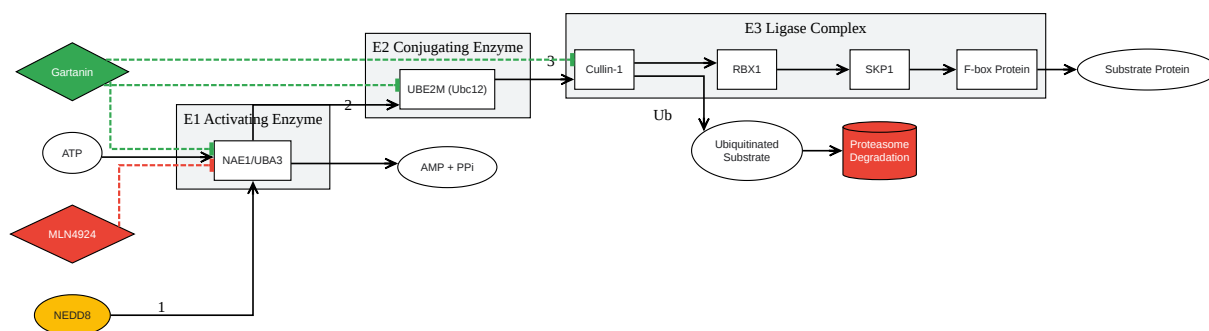 E3 Ligase Complex
E2 Conjugating Enzyme
3
Cullin-1
RBX1
SKP1
F-box Protein
Substrate Protein
Gartanin
UBE2M (Ubc12)
2
Ub
E1 Activating Enzyme
ATP
NAE1/UBA3
AMP + PPi
Ubiquitinated
Substrate
Proteasome
Degradation
MLN4924
1
NEDD8